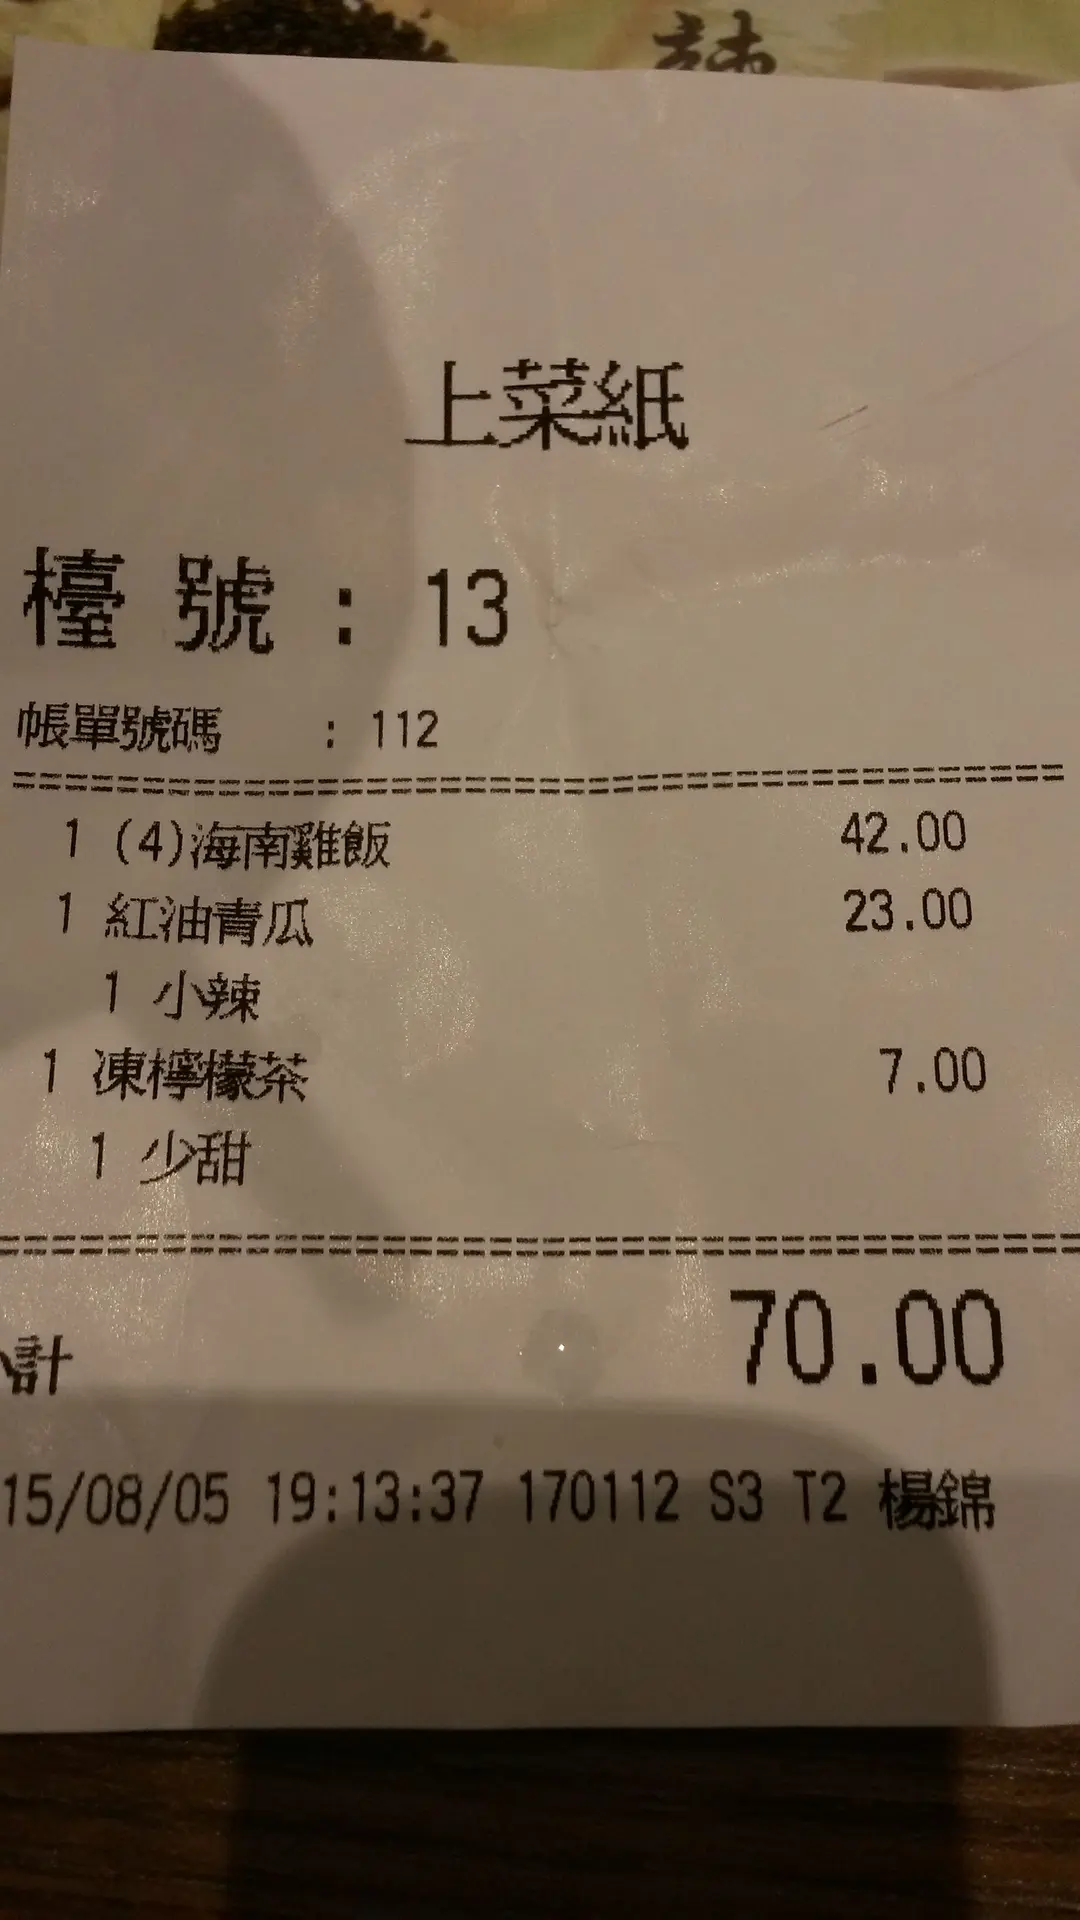 上菜紙
檯 號 : 13
帳單號碼 : 112
1 (4)海南雞飯 42.00
1 紅油青瓜 23.00
1 小辣
1 凍檸檬茶 7.00
1 少甜
小計 70.00
15/08/05 19:13:37 170112 S3 T2 楊錦